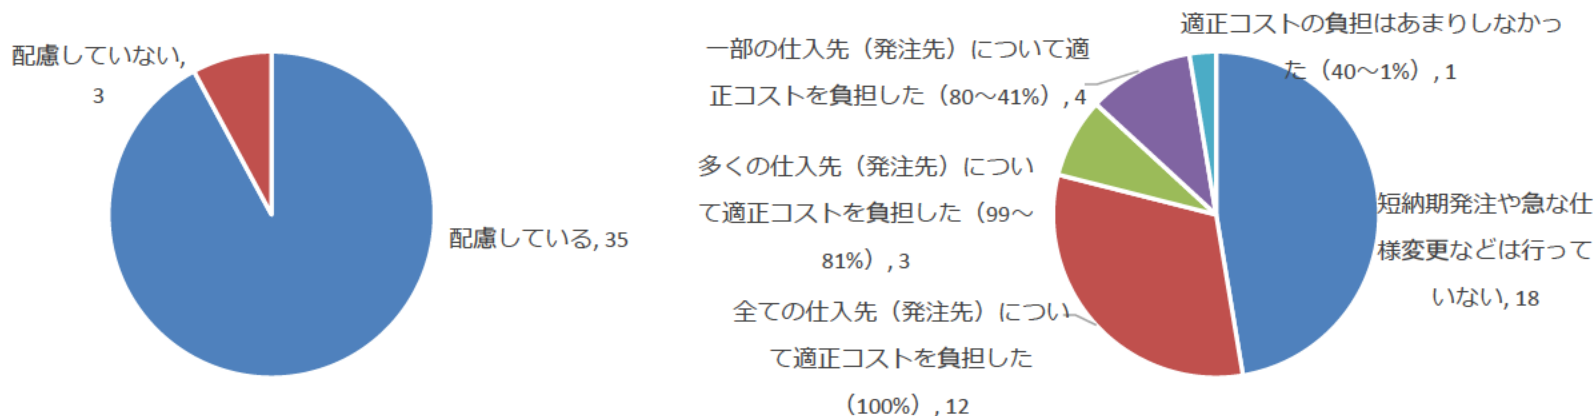 配慮していない,
3
配慮している, 35
適正コストの負担はあまりしなかっ
た（40～1%）, 1
一部の仕入先（発注先）について適
正コストを負担した（80～41%）, 4
多くの仕入先（発注先）につい
て適正コストを負担した（99～
81%）, 3
全ての仕入先（発注先）につい
て適正コストを負担した
（100%）, 12
短納期発注や急な仕
様変更などは行って
いない, 18